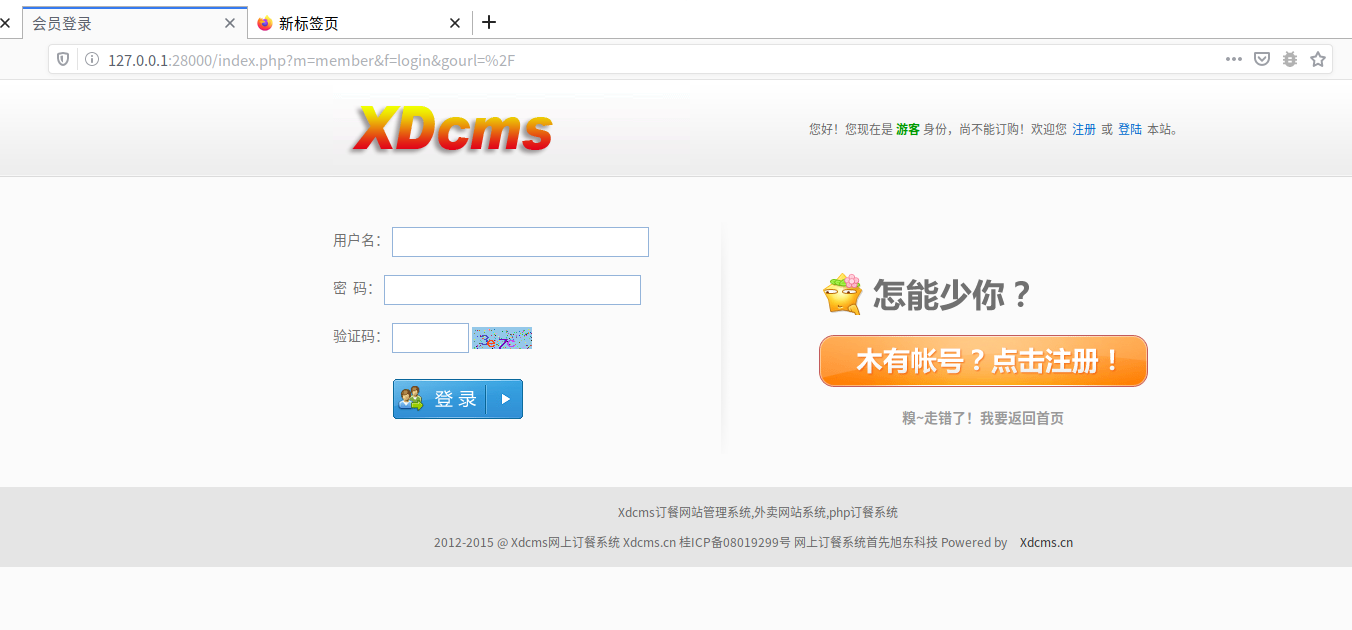 会员登录
新标签页
127.0.0.1:28000/index.php?m=member&f=login&gourl=%2F
XDcms
您好！您现在是 游客 身份，尚不能订购！欢迎您 注册 或 登陆 本站。
用户名：
密 码：
验证码：
登 录
怎能少你？
木有帐号？点击注册！
糗~走错了！我要返回首页
Xdcms订餐网站管理系统,外卖网站系统,php订餐系统
2012-2015 @ Xdcms网上订餐系统 Xdcms.cn 桂ICP备08019299号 网上订餐系统首先旭东科技 Powered by Xdcms.cn